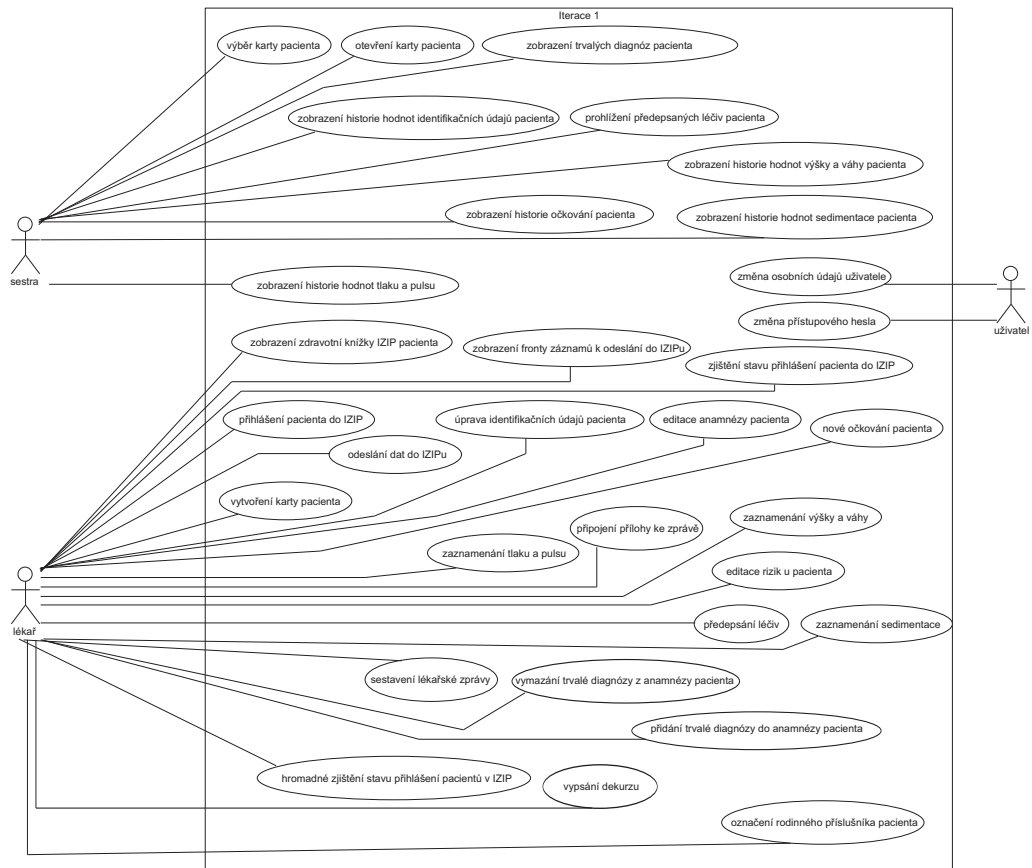 Iterace 1
výběr karty pacienta
otevření karty pacienta
zobrazení trvalých diagnóz pacienta
zobrazení historie hodnot identifikačních údajů pacienta
prohlížení předepsaných léčiv pacienta
zobrazení historie hodnot výšky a váhy pacienta
zobrazení historie očkování pacienta
zobrazení historie hodnot sedimentace pacienta
sestra
zobrazení historie hodnot tlaku a pulsu
změna osobních údajů uživatele
změna přístupového hesla
uživatel
zobrazení zdravotní knížky IZIP pacienta
zobrazení fronty záznamů k odeslání do IZIPu
zjištění stavu přihlášení pacienta do IZIP
přihlášení pacienta do IZIP
úprava identifikačních údajů pacienta
editace anamnézy pacienta
nové očkování pacienta
odeslání dat do IZIPu
vytvoření karty pacienta
připojení přílohy ke zprávě
zaznamenání výšky a váhy
zaznamenání tlaku a pulsu
editace rizik u pacienta
lékař
předepsání léčiv
zaznamenání sedimentace
sestavení lékařské zprávy
vymazání trvalé diagnózy z anamnézy pacienta
přidání trvalé diagnózy do anamnézy pacienta
hromadné zjištění stavu přihlášení pacientů v IZIP
vypsání dekurzu
označení rodinného příslušníka pacienta